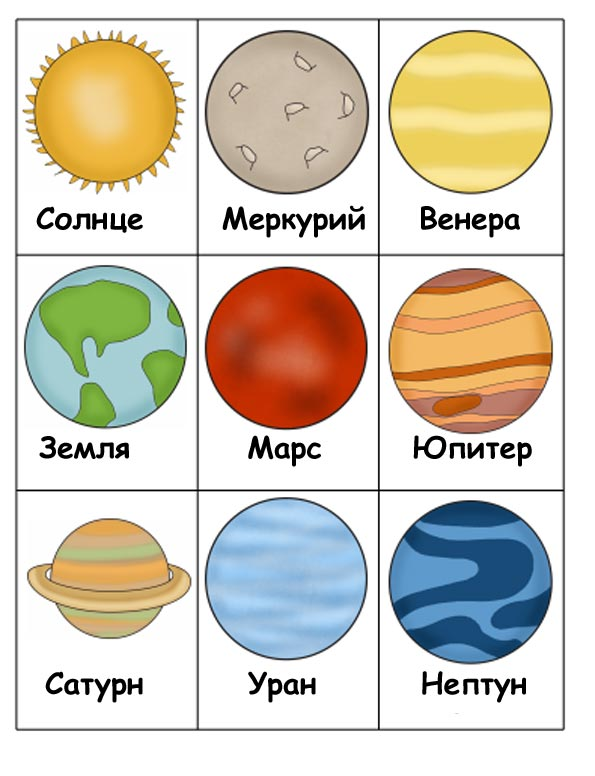 Солнце
Меркурий
Венера
Земля
Марс
Юпитер
Сатурн
Уран
Нептун